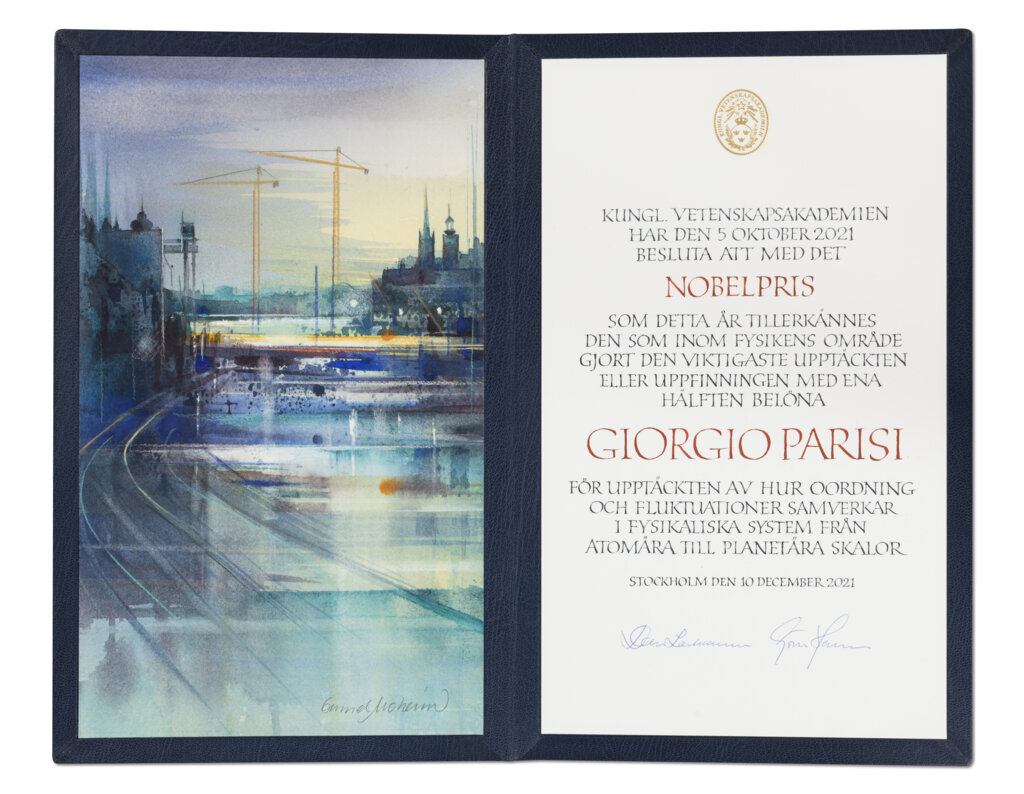 KUNGL. VETENSKAPSAKADEMIEN
KUNGL. VETENSKAPSAKADEMIEN
HAR DEN 5 OKTOBER 2021
BESLUTA ATT MED DET
NOBELPRIS
SOM DETTA ÅR TILLERKÄNNES
DEN SOM INOM FYSIKENS OMRÅDE
GJORT DEN VIKTIGASTE UPPTÄCKTEN
ELLER UPPFINNINGEN MED ENA
HÄLFTEN BELÖNA
GIORGIO PARISI
FÖR UPPTÄCKTEN AV HUR OORDNING
OCH FLUKTUATIONER SAMVERKAR
I FYSIKALISKA SYSTEM FRÅN
ATOMÄRA TILL PLANETÄRA SKALOR
STOCKHOLM DEN 10 DECEMBER 2021